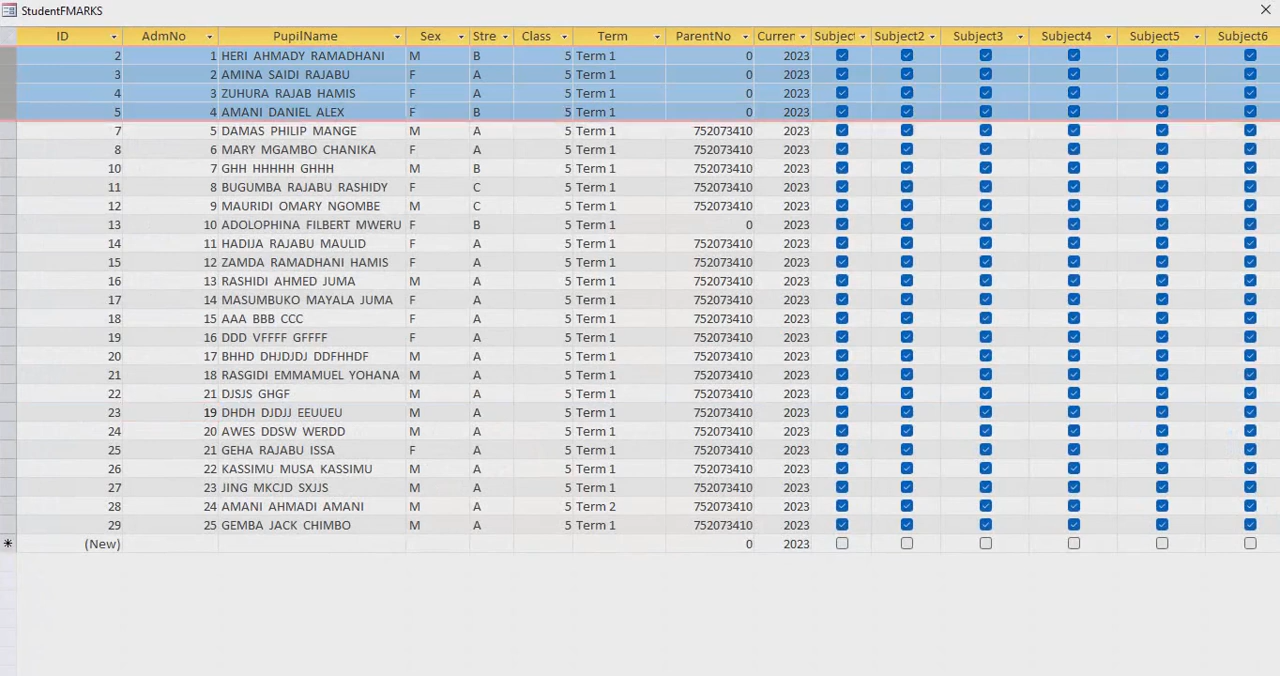 StudentFMARKS
ID AdmNo PupilName Sex Stre Class Term ParentNo Curren Subject Subject2 Subject3 Subject4 Subject5 Subject6
2 1 HERI AHMADY RAMADHANI M B 5 Term 1 0 2023
3 2 AMINA SAIDI RAJABU F A 5 Term 1 0 2023
4 3 ZUHURA RAJAB HAMIS F A 5 Term 1 0 2023
5 4 AMANI DANIEL ALEX F B 5 Term 1 0 2023
7 5 DAMAS PHILIP MANGE M A 5 Term 1 752073410 2023
8 6 MARY MGAMBO CHANIKA F A 5 Term 1 752073410 2023
10 7 GHH HHHHH GHHH M B 5 Term 1 752073410 2023
11 8 BUGUMBA RAJABU RASHIDY F C 5 Term 1 752073410 2023
12 9 MAURIDI OMARY NGOMBE M C 5 Term 1 752073410 2023
13 10 ADOLOPHINA FILBERT MWERU F B 5 Term 1 0 2023
14 11 HADIJA RAJABU MAULID F A 5 Term 1 752073410 2023
15 12 ZAMDA RAMADHANI HAMIS F A 5 Term 1 752073410 2023
16 13 RASHIDI AHMED JUMA M A 5 Term 1 752073410 2023
17 14 MASUMBUKO MAYALA JUMA F A 5 Term 1 752073410 2023
18 15 AAA BBB CCC F A 5 Term 1 752073410 2023
19 16 DDD VFFFF GFFFF F A 5 Term 1 752073410 2023
20 17 BHHD DHJDJDJ DDFHHDF M A 5 Term 1 752073410 2023
21 18 RASGIDI EMMAMUEL YOHANA M A 5 Term 1 752073410 2023
22 21 DJSJS GHGF M A 5 Term 1 752073410 2023
23 19 DHDH DJDJJ EEUUEU M A 5 Term 1 752073410 2023
24 20 AWES DDSW WERDD M A 5 Term 1 752073410 2023
25 21 GEHA RAJABU ISSA F A 5 Term 1 752073410 2023
26 22 KASSIMU MUSA KASSIMU M A 5 Term 1 752073410 2023
27 23 JING MKCJD SXJJS M A 5 Term 1 752073410 2023
28 24 AMANI AHMADI AMANI M A 5 Term 2 752073410 2023
29 25 GEMBA JACK CHIMBO M A 5 Term 1 752073410 2023
(New) 0 2023